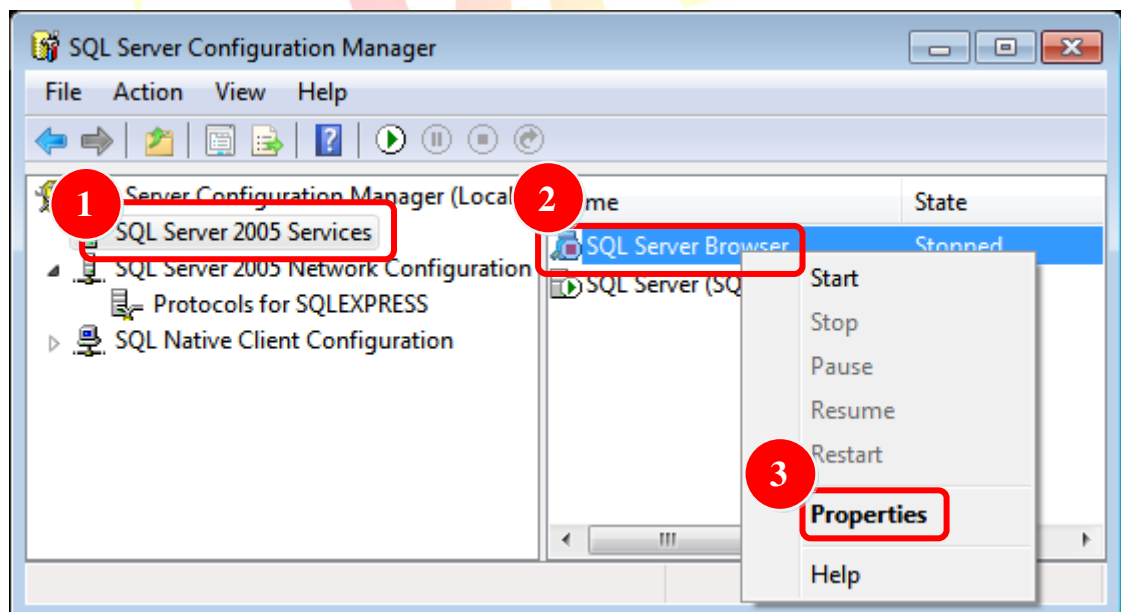 SQL Server Configuration Manager
File Action View Help
1
2
Server Configuration Manager (Local
me
State
SQL Server 2005 Services
SQL Server Browser
Stopped
SQL Server 2005 Network Configuration
SQL Server (SQ
Protocols for SQLEXPRESS
SQL Native Client Configuration
Start
Stop
Pause
Resume
Restart
3
Properties
Help